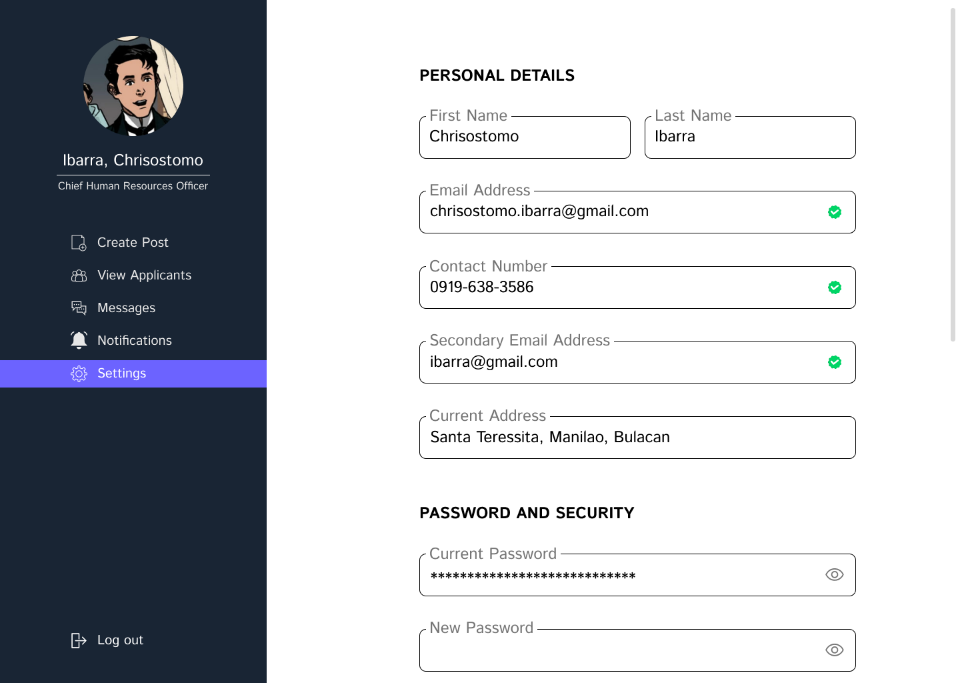 Ibarra, Chrisostomo
Chief Human Resources Officer
Create Post
View Applicants
Messages
Notifications
Settings
Log out
PERSONAL DETAILS
First Name
Chrisostomo
Last Name
Ibarra
Email Address
chrisostomo.ibarra@gmail.com
Contact Number
0919-638-3586
Secondary Email Address
ibarra@gmail.com
Current Address
Santa Teressita, Manilao, Bulacan
PASSWORD AND SECURITY
Current Password
****************************
New Password